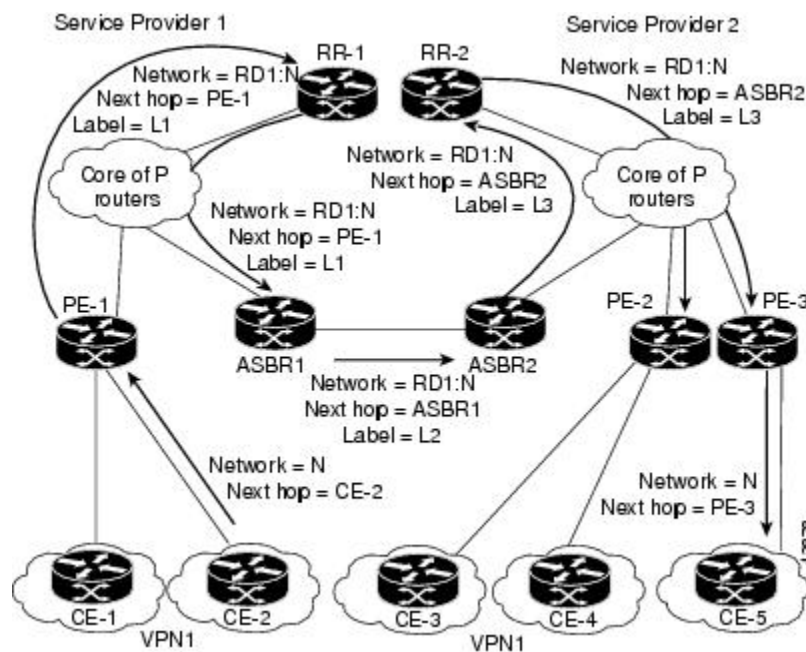 Service Provider 1
Service Provider 2
RR-1
RR-2
Network = RD1:N
Next hop = PE-1
Label = L1
Network = RD1:N
Next hop = ASBR2
Label = L3
Core of P
routers
Network = RD1:N
Next hop = PE-1
Label = L1
Network = RD1:N
Next hop = ASBR2
Label = L3
Core of P
routers
PE-1
ASBR1
ASBR2
PE-2
PE-3
Network = RD1:N
Next hop = ASBR1
Label = L2
Network = N
Next hop = CE-2
Network = N
Next hop = PE-3
CE-1
CE-2
CE-3
CE-4
CE-5
VPN1
VPN1